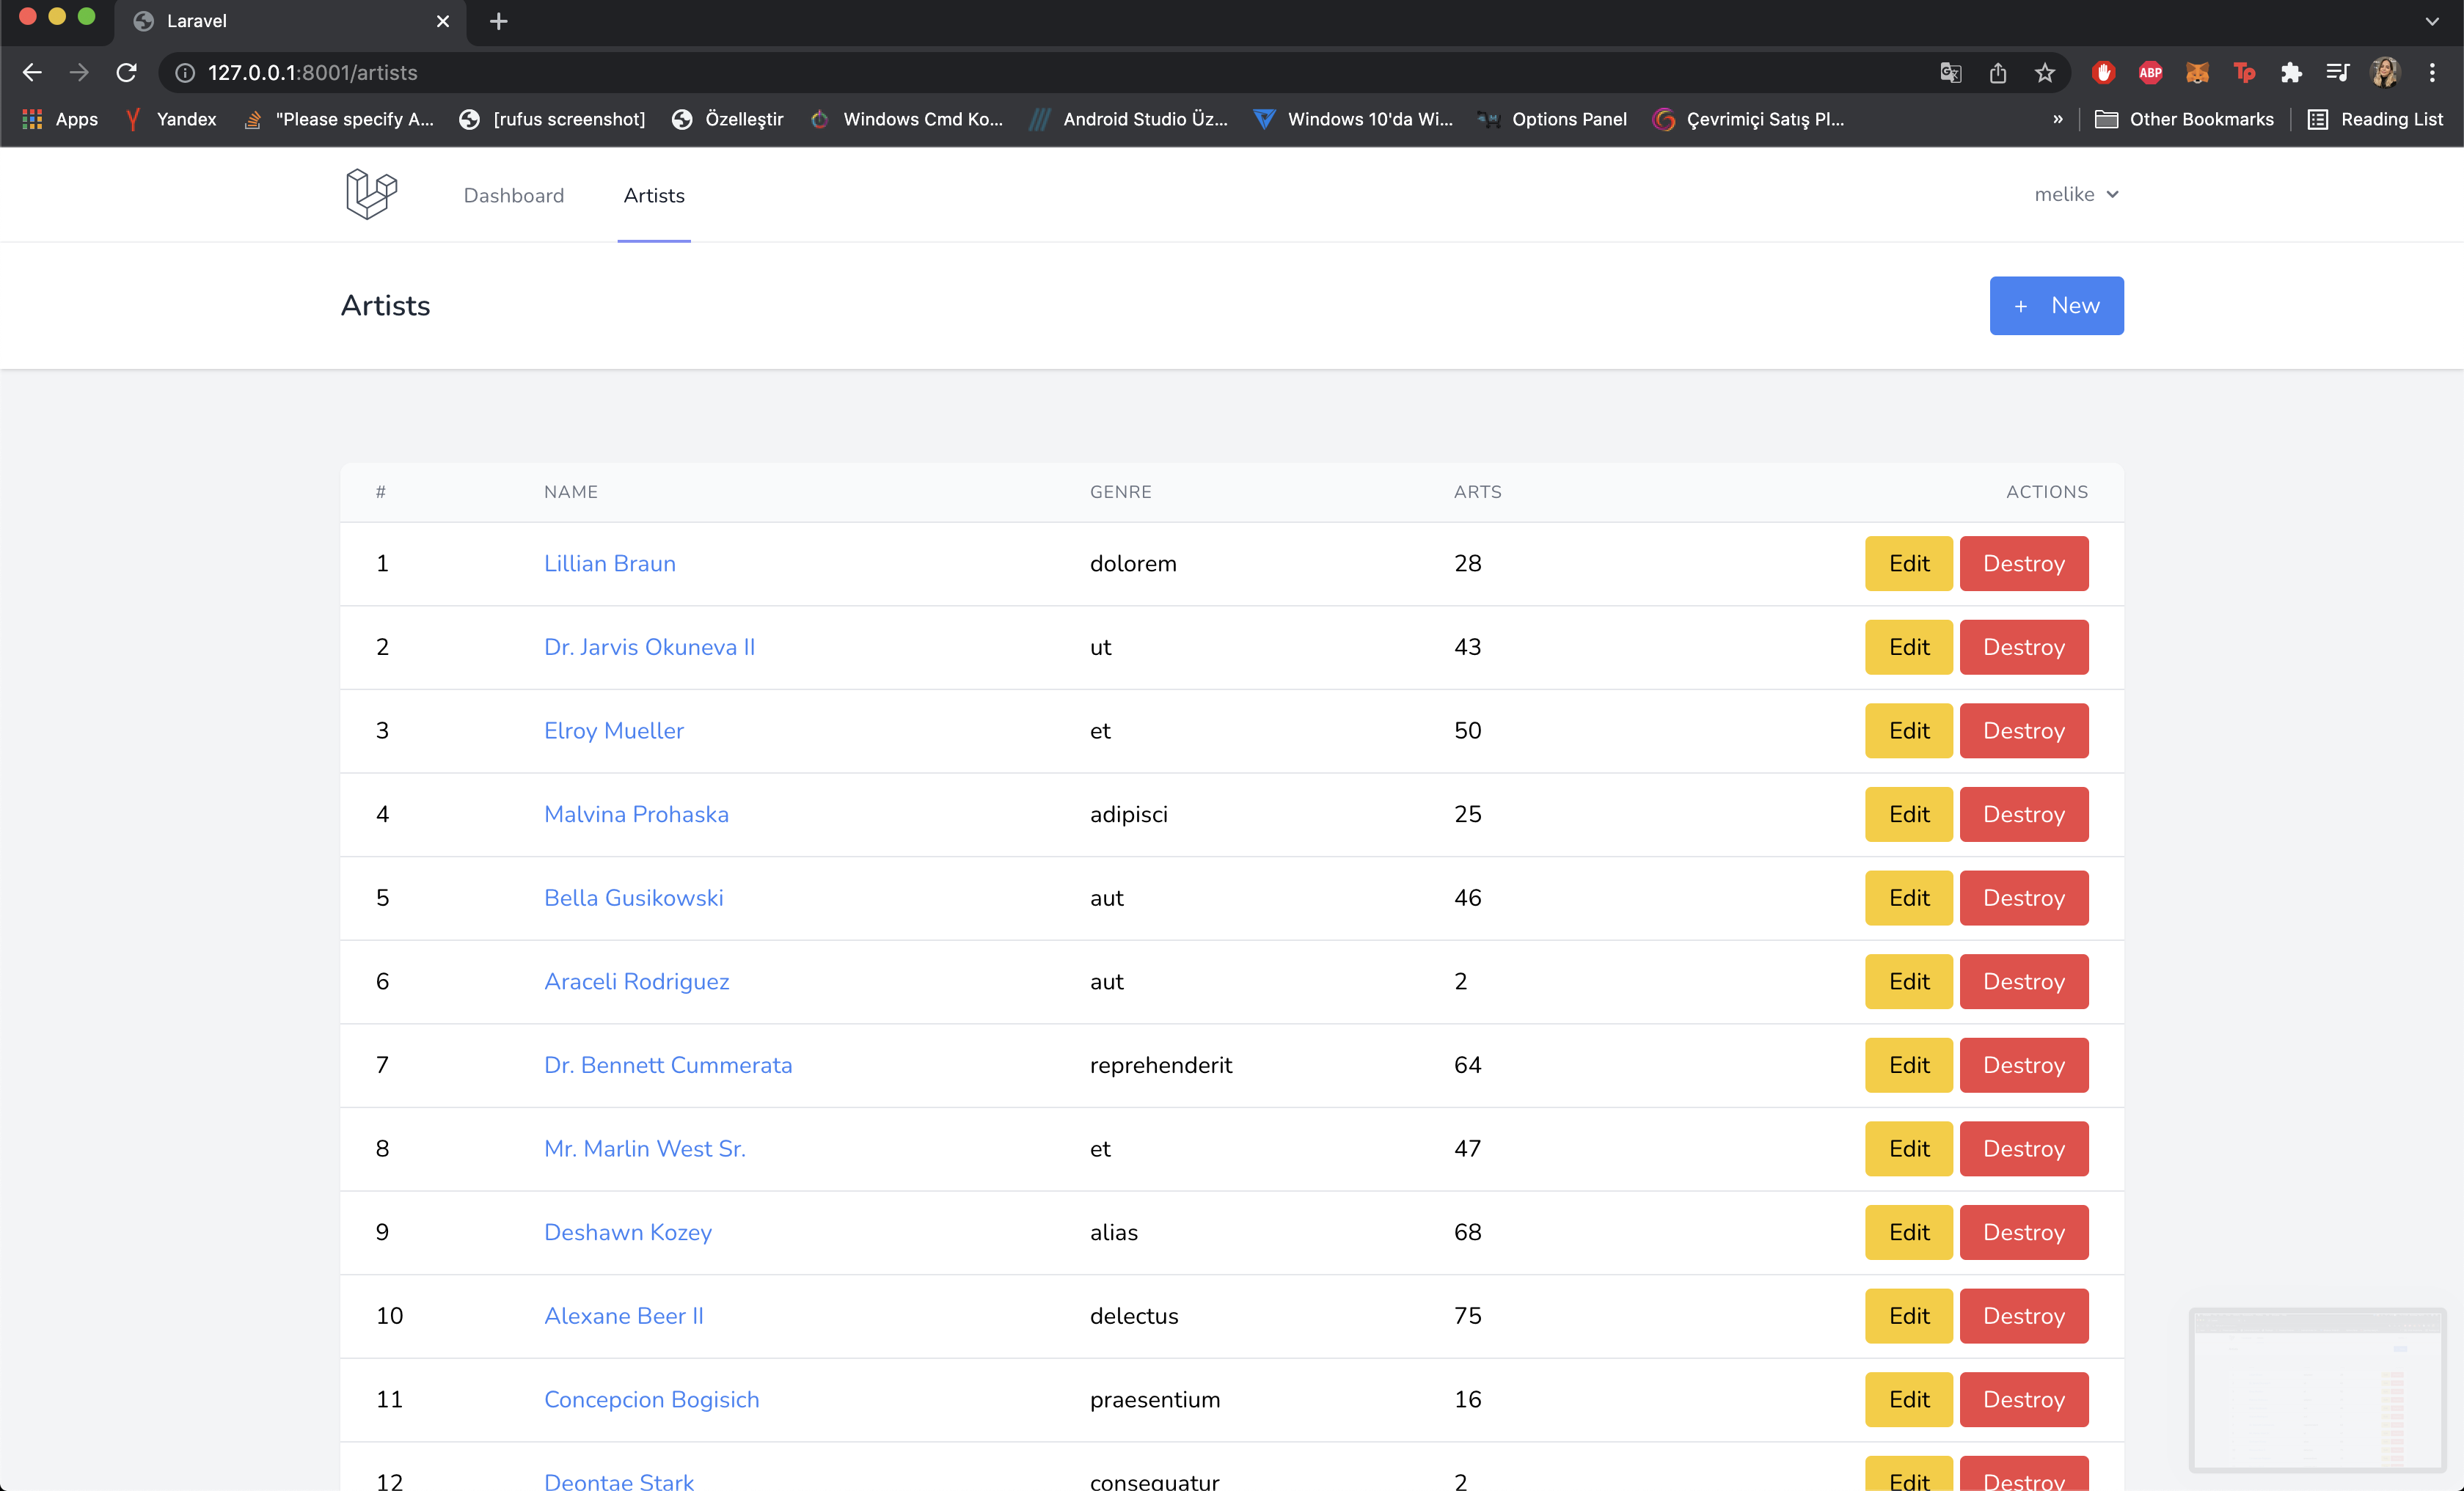 Laravel
127.0.0.1:8001/artists
Apps Yandex "Please specify A... [rufus screenshot] Özelleştir Windows Cmd Ko... Android Studio Üz... Windows 10'da Wi... Options Panel Çevrimiçi Satış Pl... » Other Bookmarks Reading List
Dashboard Artists melike
Artists + New
# NAME GENRE ARTS ACTIONS
1 Lillian Braun dolorem 28 Edit Destroy
2 Dr. Jarvis Okuneva II ut 43 Edit Destroy
3 Elroy Mueller et 50 Edit Destroy
4 Malvina Prohaska adipisci 25 Edit Destroy
5 Bella Gusikowski aut 46 Edit Destroy
6 Araceli Rodriguez aut 2 Edit Destroy
7 Dr. Bennett Cummerata reprehenderit 64 Edit Destroy
8 Mr. Marlin West Sr. et 47 Edit Destroy
9 Deshawn Kozey alias 68 Edit Destroy
10 Alexane Beer II delectus 75 Edit Destroy
11 Concepcion Bogisich praesentium 16 Edit Destroy
12 Deontae Stark consequatur 2 Edit Destroy
ABP
Tp